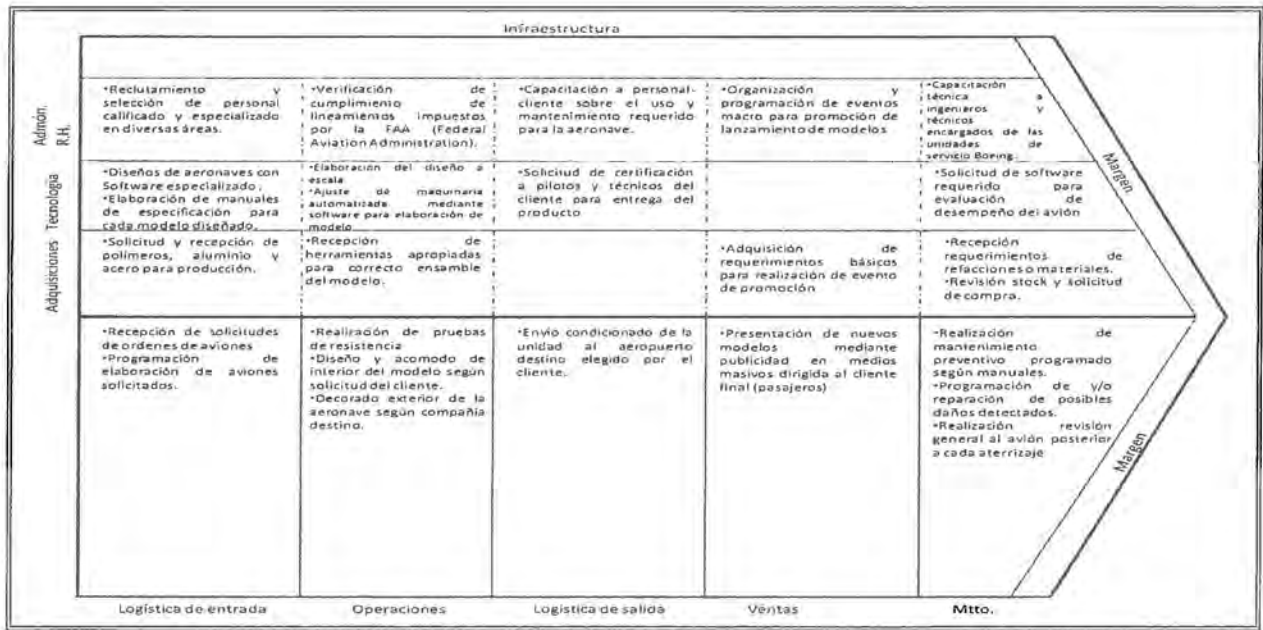 Infraestructura
Admón.
R.H.
•Reclutamiento y
selección de personal
calificado y especializado
en diversas áreas.
•Verificación de
cumplimiento de
lineamientos impuestos
por la FAA (Federal
Aviation Administration).
•Capacitación a personal-
cliente sobre el uso y
mantenimiento requerido
para la aeronave.
•Organización y
programación de eventos
macro para promoción de
lanzamiento de modelos
•Capacitación
técnica a
ingenieros y
técnicos
encargados de las
unidades de
servicio Boeing.
Margen
Tecnología
•Diseños de aeronaves con
Software especializado.
•Elaboración de manuales
de especificación para
cada modelo diseñado.
•Elaboración del diseño a
escala
•Ajuste de maquinaria
automatizada mediante
software para elaboración de
modelo
•Solicitud de certificación
a pilotos y técnicos del
cliente para entrega del
producto
•Solicitud de software
requerido para
evaluación de
desempeño del avión
Adquisiciones
•Solicitud y recepción de
polímeros, aluminio y
acero para producción.
•Recepción de
herramientas apropiadas
para correcto ensamble
del modelo.
•Adquisición de
requerimientos básicos
para realización de evento
de promoción
•Recepción
requerimientos de
refacciones o materiales.
•Revisión stock y solicitud
de compra.
•Recepción de solicitudes
de ordenes de aviones
•Programación de
elaboración de aviones
solicitados.
•Realiración de pruebas
de resistencia
•Diseño y acomodo de
interior del modelo según
solicitud del cliente.
•Decorado exterior de la
aeronave según compañía
destino.
•Envío condicionado de la
unidad al aeropuerto
destino elegido por el
cliente.
•Presentación de nuevos
modelos mediante
publicidad en medios
masivos dirigida al cliente
final (pasajeros)
•Realización de
mantenimiento
preventivo programado
según manuales.
•Programación de y/o
reparación de posibles
daños detectados.
•Realización revisión
general al avión posterior
a cada aterrizaje
Margen
Logística de entrada
Operaciones
Logística de salida
Ventas
Mtto.